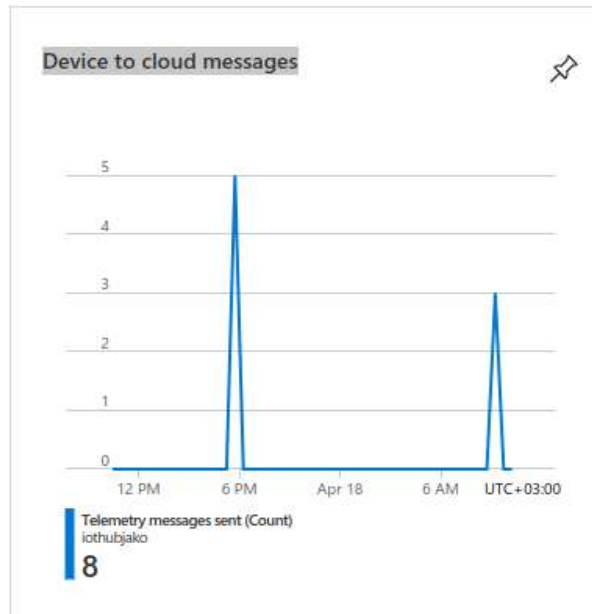 Device to cloud messages
5
4
3
2
1
0
12 PM 6 PM Apr 18 6 AM UTC+03:00
Telemetry messages sent (Count)
iothubjako
8